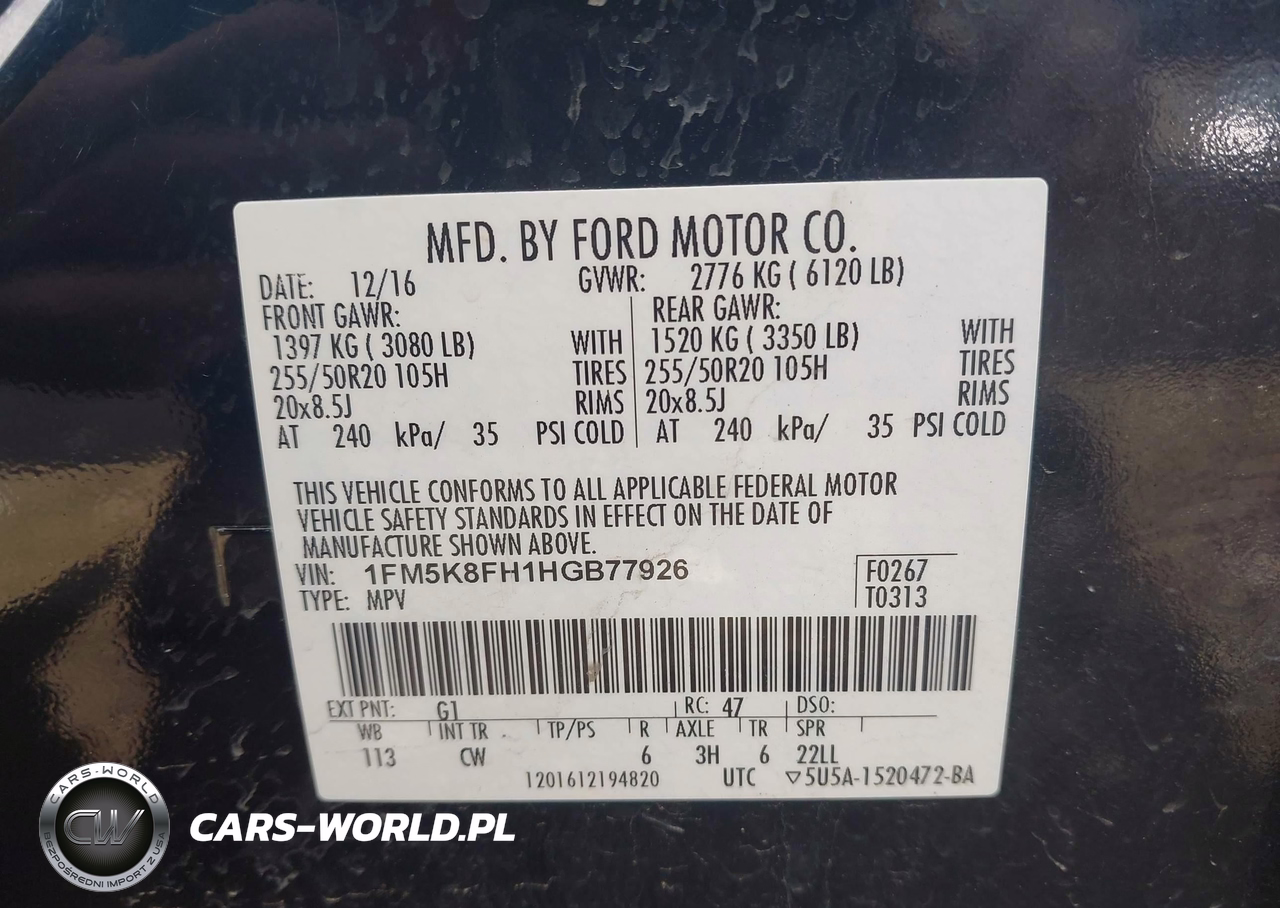 MFD. BY FORD MOTOR CO.
DATE: 12/16 GVWR: 2776 KG ( 6120 LB)
FRONT GAWR: REAR GAWR:
1397 KG ( 3080 LB) WITH 1520 KG ( 3350 LB) WITH
255/50R20 105H TIRES 255/50R20 105H TIRES
20x8.5J RIMS 20x8.5J RIMS
AT 240 kPa/ 35 PSI COLD AT 240 kPa/ 35 PSI COLD
THIS VEHICLE CONFORMS TO ALL APPLICABLE FEDERAL MOTOR
VEHICLE SAFETY STANDARDS IN EFFECT ON THE DATE OF
MANUFACTURE SHOWN ABOVE.
VIN: 1FM5K8FH1HGB77926 F0267
TYPE: MPV T0313
EXT PNT: G1 RC: 47 DSO:
WB INT TR TP/PS R AXLE TR SPR
113 CW 6 3H 6 22LL
1201612194820 UTC ▽5U5A-1520472-BA
CARS-WORLD
CW
BEZPOŚREDNI IMPORT Z USA
CARS-WORLD.PL